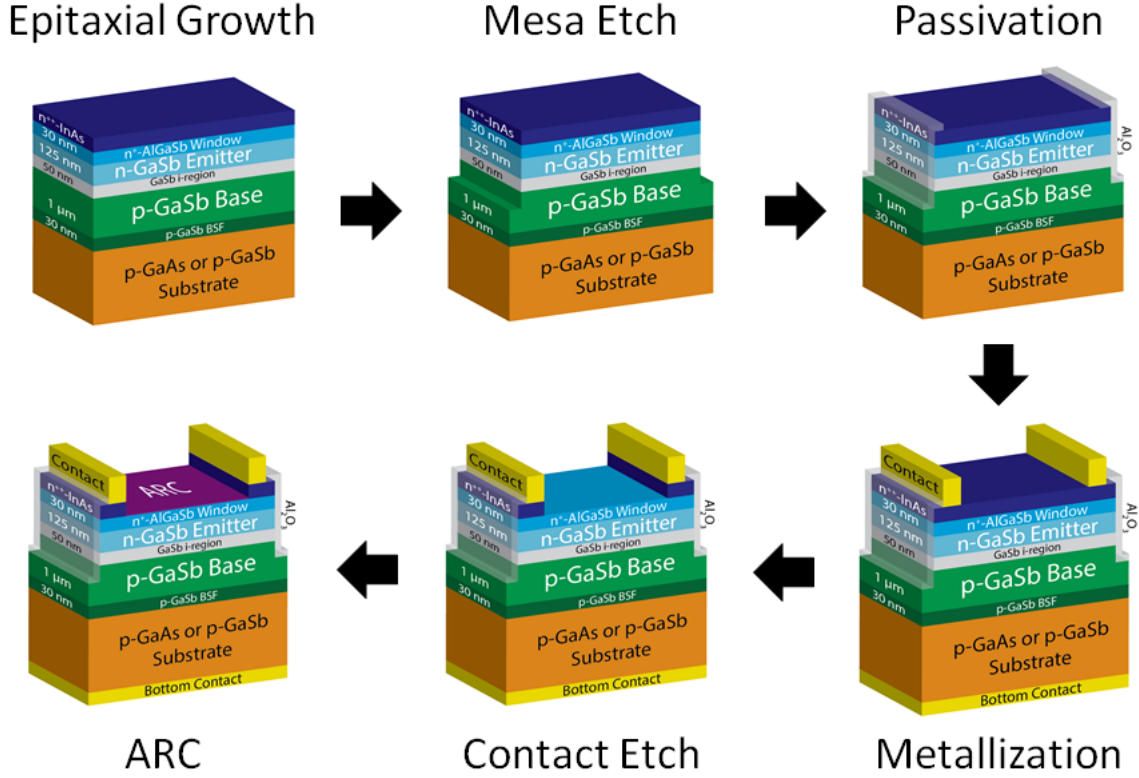 Epitaxial Growth
Mesa Etch
Passivation
n⁺⁺-InAs
30 nm
125 nm
50 nm
1 μm
30 nm
n⁺-AlGaSb Window
n-GaSb Emitter
GaSb i-region
p-GaSb Base
p-GaSb BSF
p-GaAs or p-GaSb
Substrate
n⁺⁺-InAs
30 nm
125 nm
50 nm
1 μm
30 nm
n⁺-AlGaSb Window
n-GaSb Emitter
GaSb i-region
p-GaSb Base
p-GaSb BSF
p-GaAs or p-GaSb
Substrate
n⁺⁺-InAs
30 nm
125 nm
50 nm
1 μm
30 nm
n⁺-AlGaSb Window
n-GaSb Emitter
GaSb i-region
p-GaSb Base
p-GaSb BSF
p-GaAs or p-GaSb
Substrate
Al₂O₃
Contact
ARC
n⁺⁺-InAs
30 nm
125 nm
50 nm
1 μm
30 nm
n⁺-AlGaSb Window
n-GaSb Emitter
GaSb i-region
p-GaSb Base
p-GaSb BSF
p-GaAs or p-GaSb
Substrate
Bottom Contact
Al₂O₃
Contact
n⁺⁺-InAs
30 nm
125 nm
50 nm
1 μm
30 nm
n⁺-AlGaSb Window
n-GaSb Emitter
GaSb i-region
p-GaSb Base
p-GaSb BSF
p-GaAs or p-GaSb
Substrate
Bottom Contact
Al₂O₃
Contact
n⁺⁺-InAs
30 nm
125 nm
50 nm
1 μm
30 nm
n⁺-AlGaSb Window
n-GaSb Emitter
GaSb i-region
p-GaSb Base
p-GaSb BSF
p-GaAs or p-GaSb
Substrate
Bottom Contact
Al₂O₃
ARC
Contact Etch
Metallization